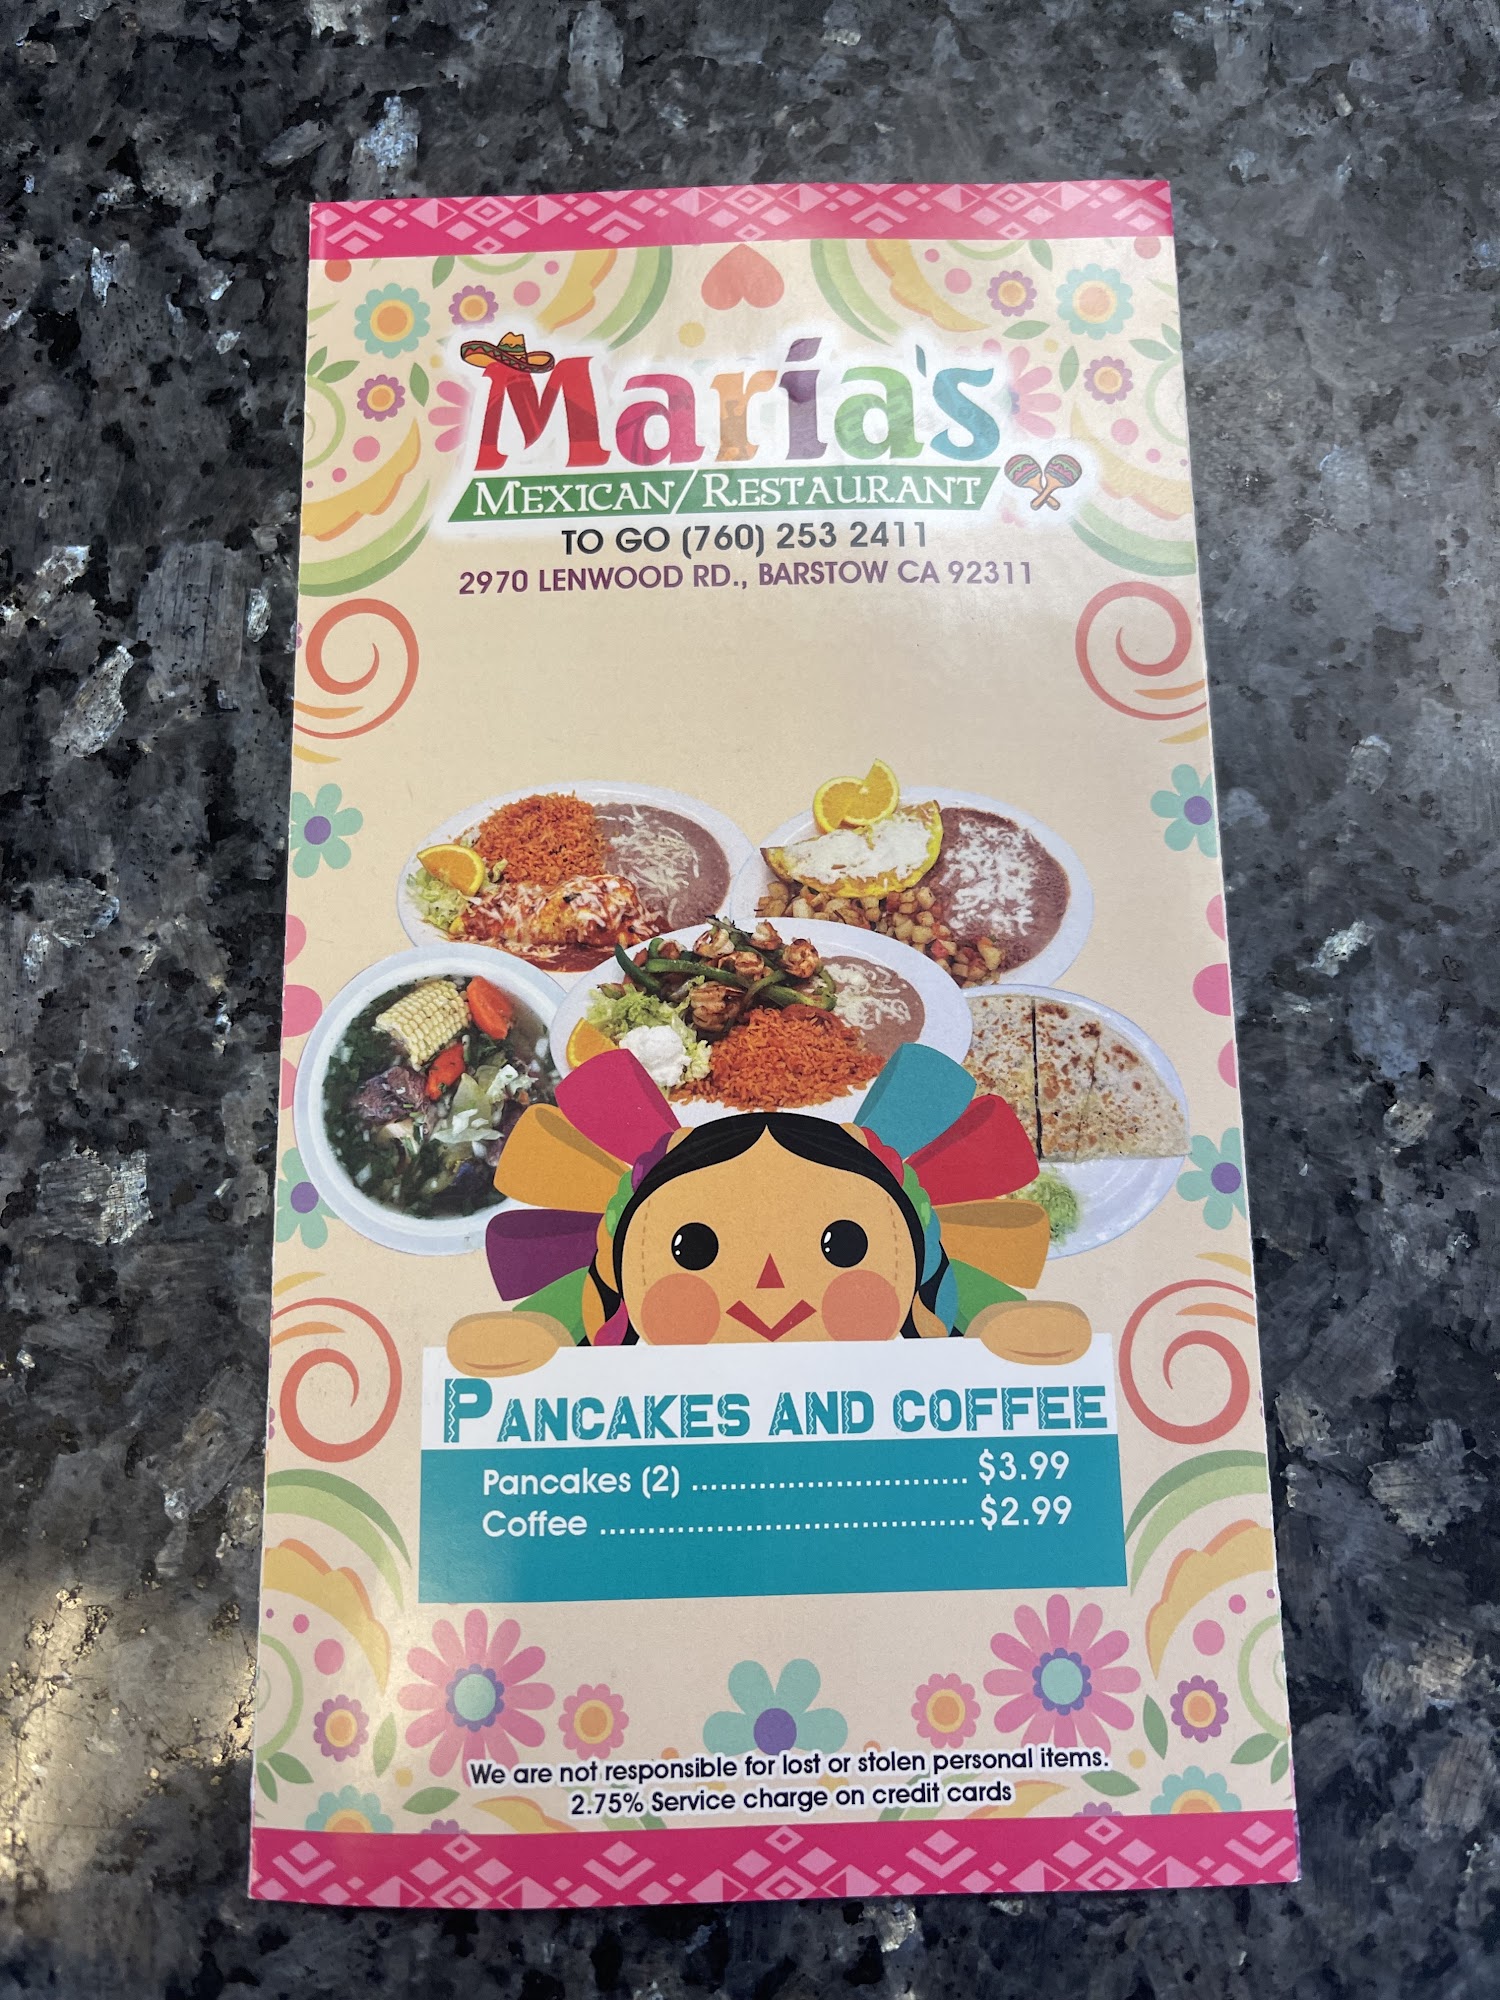 María's
MEXICAN/RESTAURANT
TO GO (760) 253 2411
2970 LENWOOD RD., BARSTOW CA 92311
PANCAKES AND COFFEE
Pancakes (2) ............................ $3.99
Coffee ...................................... $2.99
We are not responsible for lost or stolen personal items.
2.75% Service charge on credit cards